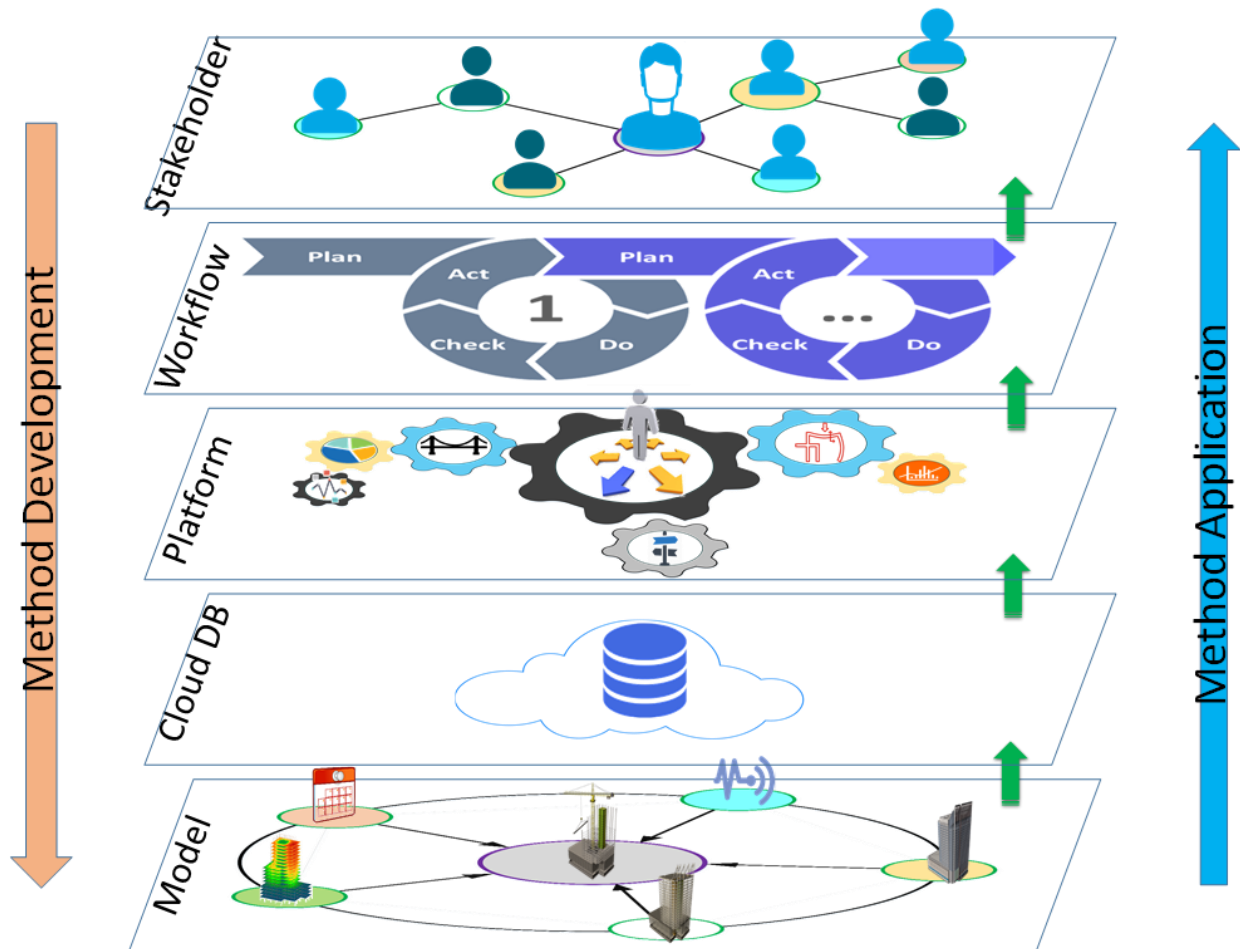 Stakeholder
Workflow
Plan
Plan
Act
Act
1
...
Check
Do
Check
Do
Platform
Cloud DB
Model
Method Development
Method Application